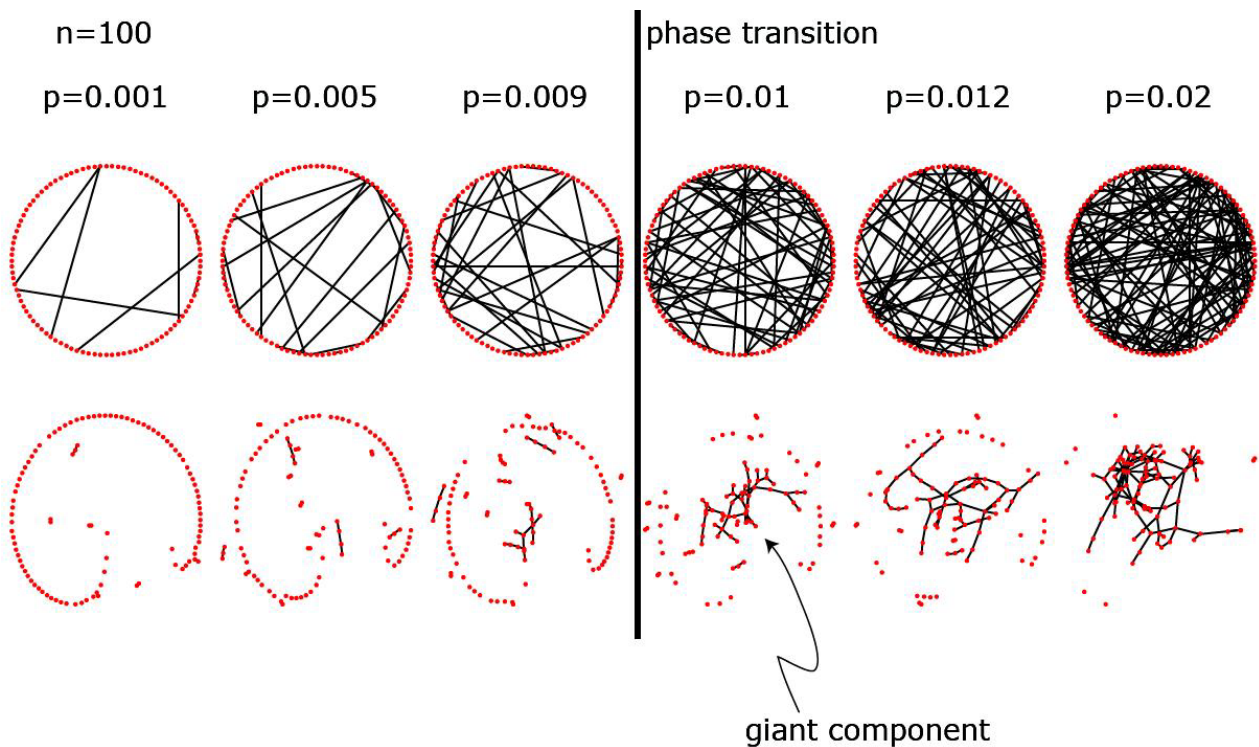 n=100
phase transition
p=0.001
p=0.005
p=0.009
p=0.01
p=0.012
p=0.02
giant component